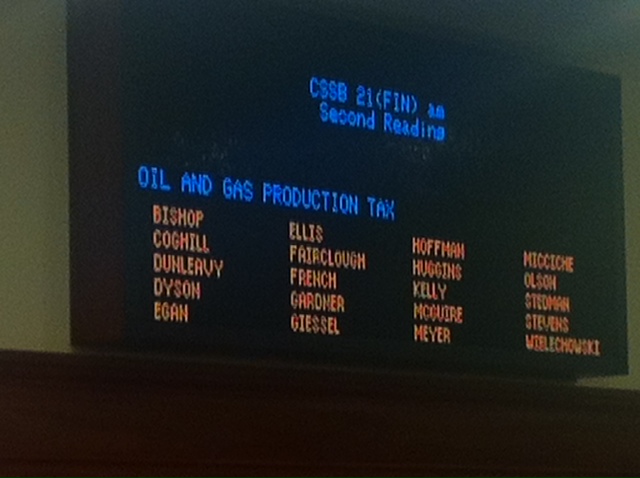 CSSB 21(FIN) am
Second Reading
OIL AND GAS PRODUCTION TAX
BISHOP
COGHILL
DUNLEAVY
DYSON
EGAN
ELLIS
FAIRCLOUGH
FRENCH
GARDNER
GIESSEL
HOFFMAN
HUGGINS
KELLY
MCGUIRE
MEYER
MICCICHE
OLSON
STEDMAN
STEVENS
WIELECHOWSKI